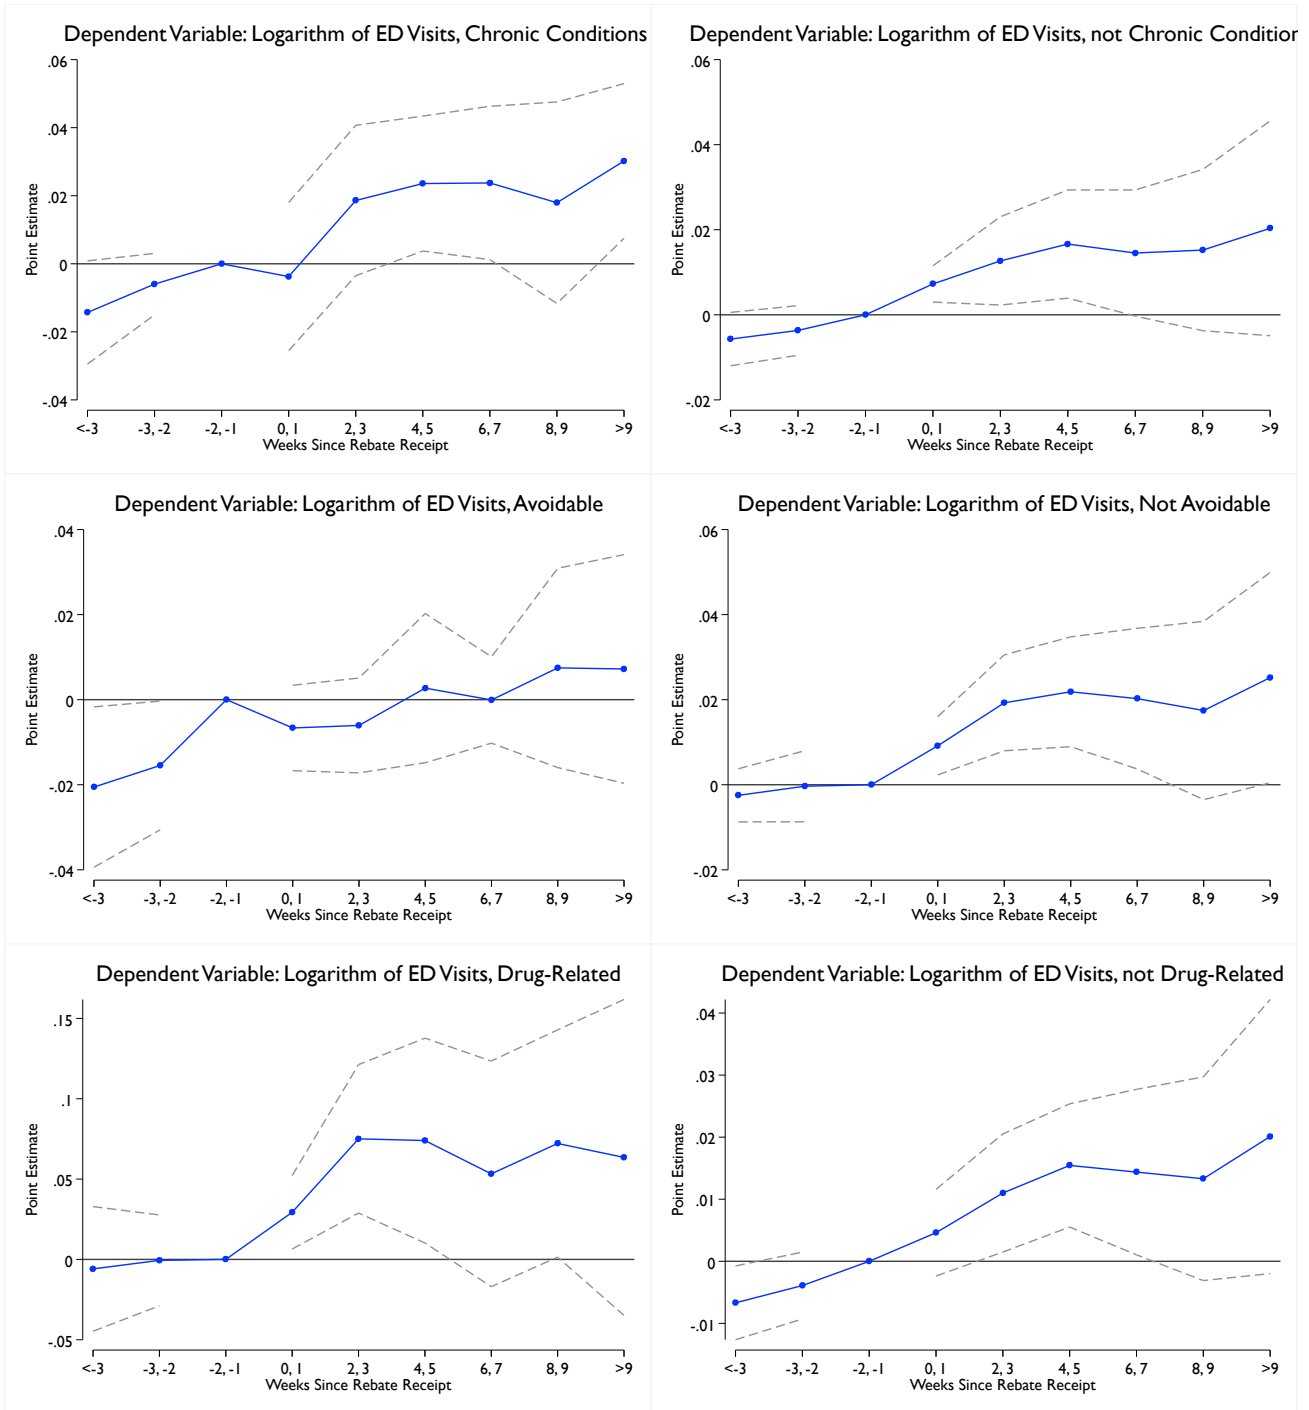 Dependent Variable: Logarithm of ED Visits, Chronic Conditions
.06
.04
.02
0
-.02
-.04
Point Estimate
<-3 -3, -2 -2, -1 0, 1 2, 3 4, 5 6, 7 8, 9 >9
Weeks Since Rebate Receipt
Dependent Variable: Logarithm of ED Visits, not Chronic Condition
.06
.04
.02
0
-.02
Point Estimate
<-3 -3, -2 -2, -1 0, 1 2, 3 4, 5 6, 7 8, 9 >9
Weeks Since Rebate Receipt
Dependent Variable: Logarithm of ED Visits, Avoidable
.04
.02
0
-.02
-.04
Point Estimate
<-3 -3, -2 -2, -1 0, 1 2, 3 4, 5 6, 7 8, 9 >9
Weeks Since Rebate Receipt
Dependent Variable: Logarithm of ED Visits, Not Avoidable
.06
.04
.02
0
-.02
Point Estimate
<-3 -3, -2 -2, -1 0, 1 2, 3 4, 5 6, 7 8, 9 >9
Weeks Since Rebate Receipt
Dependent Variable: Logarithm of ED Visits, Drug-Related
.15
.1
.05
0
-.05
Point Estimate
<-3 -3, -2 -2, -1 0, 1 2, 3 4, 5 6, 7 8, 9 >9
Weeks Since Rebate Receipt
Dependent Variable: Logarithm of ED Visits, not Drug-Related
.04
.03
.02
.01
0
-.01
Point Estimate
<-3 -3, -2 -2, -1 0, 1 2, 3 4, 5 6, 7 8, 9 >9
Weeks Since Rebate Receipt